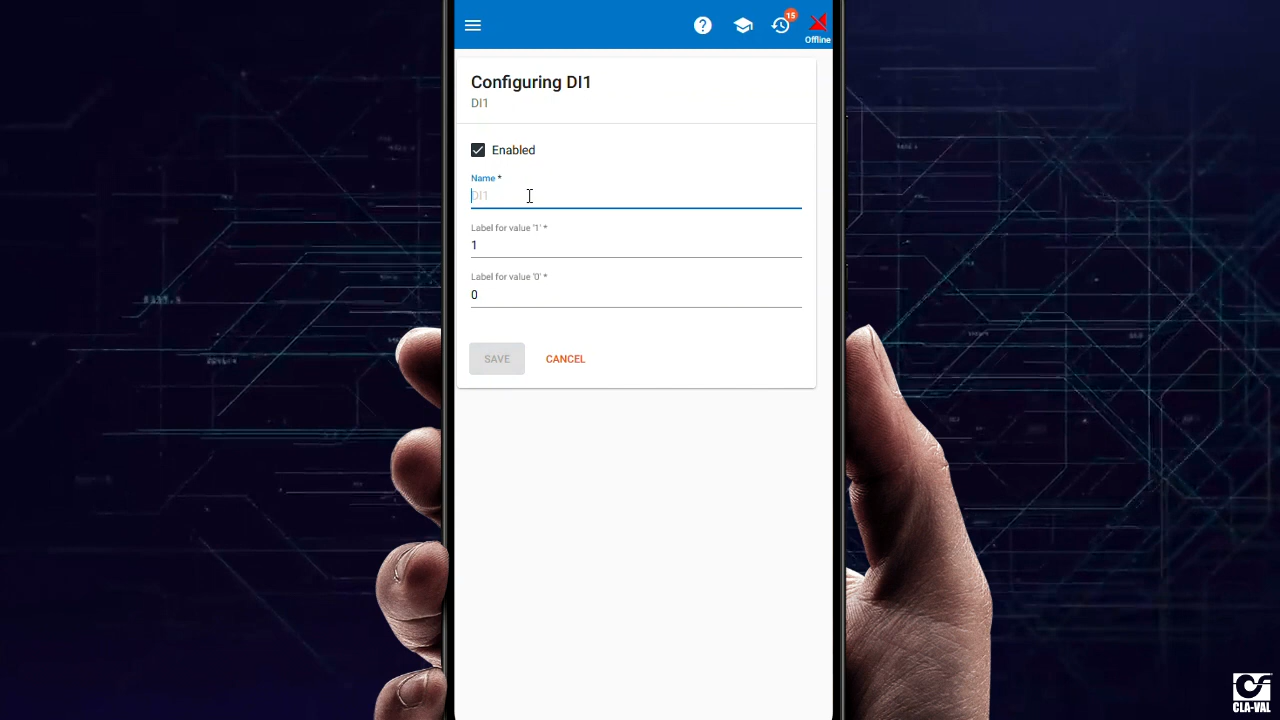 15
Offline
Configuring DI1
DI1
Enabled
Name *
DI1
Label for value '1' *
1
Label for value '0' *
0
SAVE
CANCEL
CLA-VAL